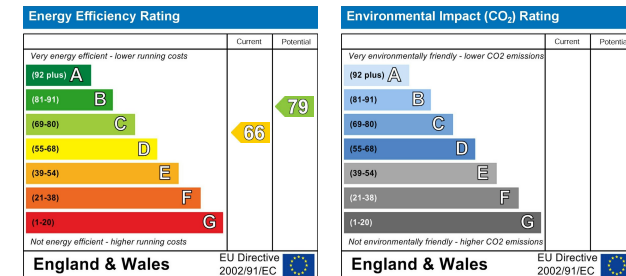 Energy Efficiency Rating
Current Potential
Very energy efficient - lower running costs
(92 plus) A
(81-91) B
79
(69-80) C
66
(55-68) D
(39-54) E
(21-38) F
(1-20) G
Not energy efficient - higher running costs
England & Wales
EU Directive
2002/91/EC
Environmental Impact (CO₂) Rating
Current Potential
Very environmentally friendly - lower CO2 emissions
(92 plus) A
(81-91) B
(69-80) C
(55-68) D
(39-54) E
(21-38) F
(1-20) G
Not environmentally friendly - higher CO2 emissions
England & Wales
EU Directive
2002/91/EC